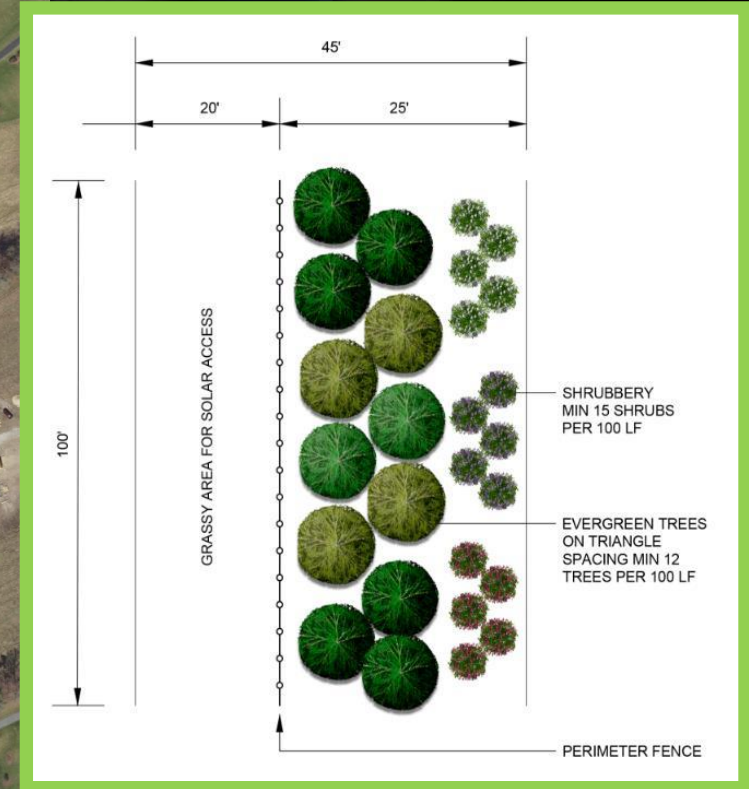 45'
20'
25'
100'
GRASSY AREA FOR SOLAR ACCESS
SHRUBBERY
MIN 15 SHRUBS
PER 100 LF
EVERGREEN TREES
ON TRIANGLE
SPACING MIN 12
TREES PER 100 LF
PERIMETER FENCE